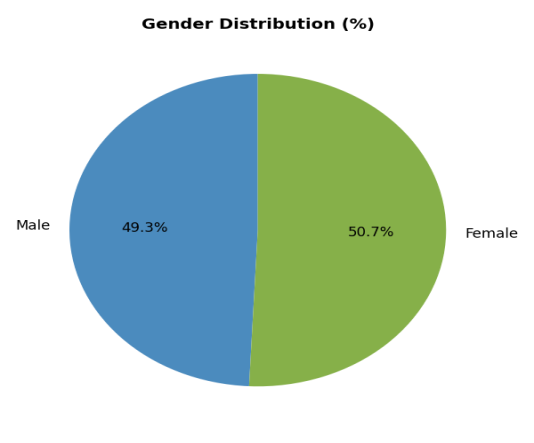 Gender Distribution (%)
Male
49.3%
50.7%
Female